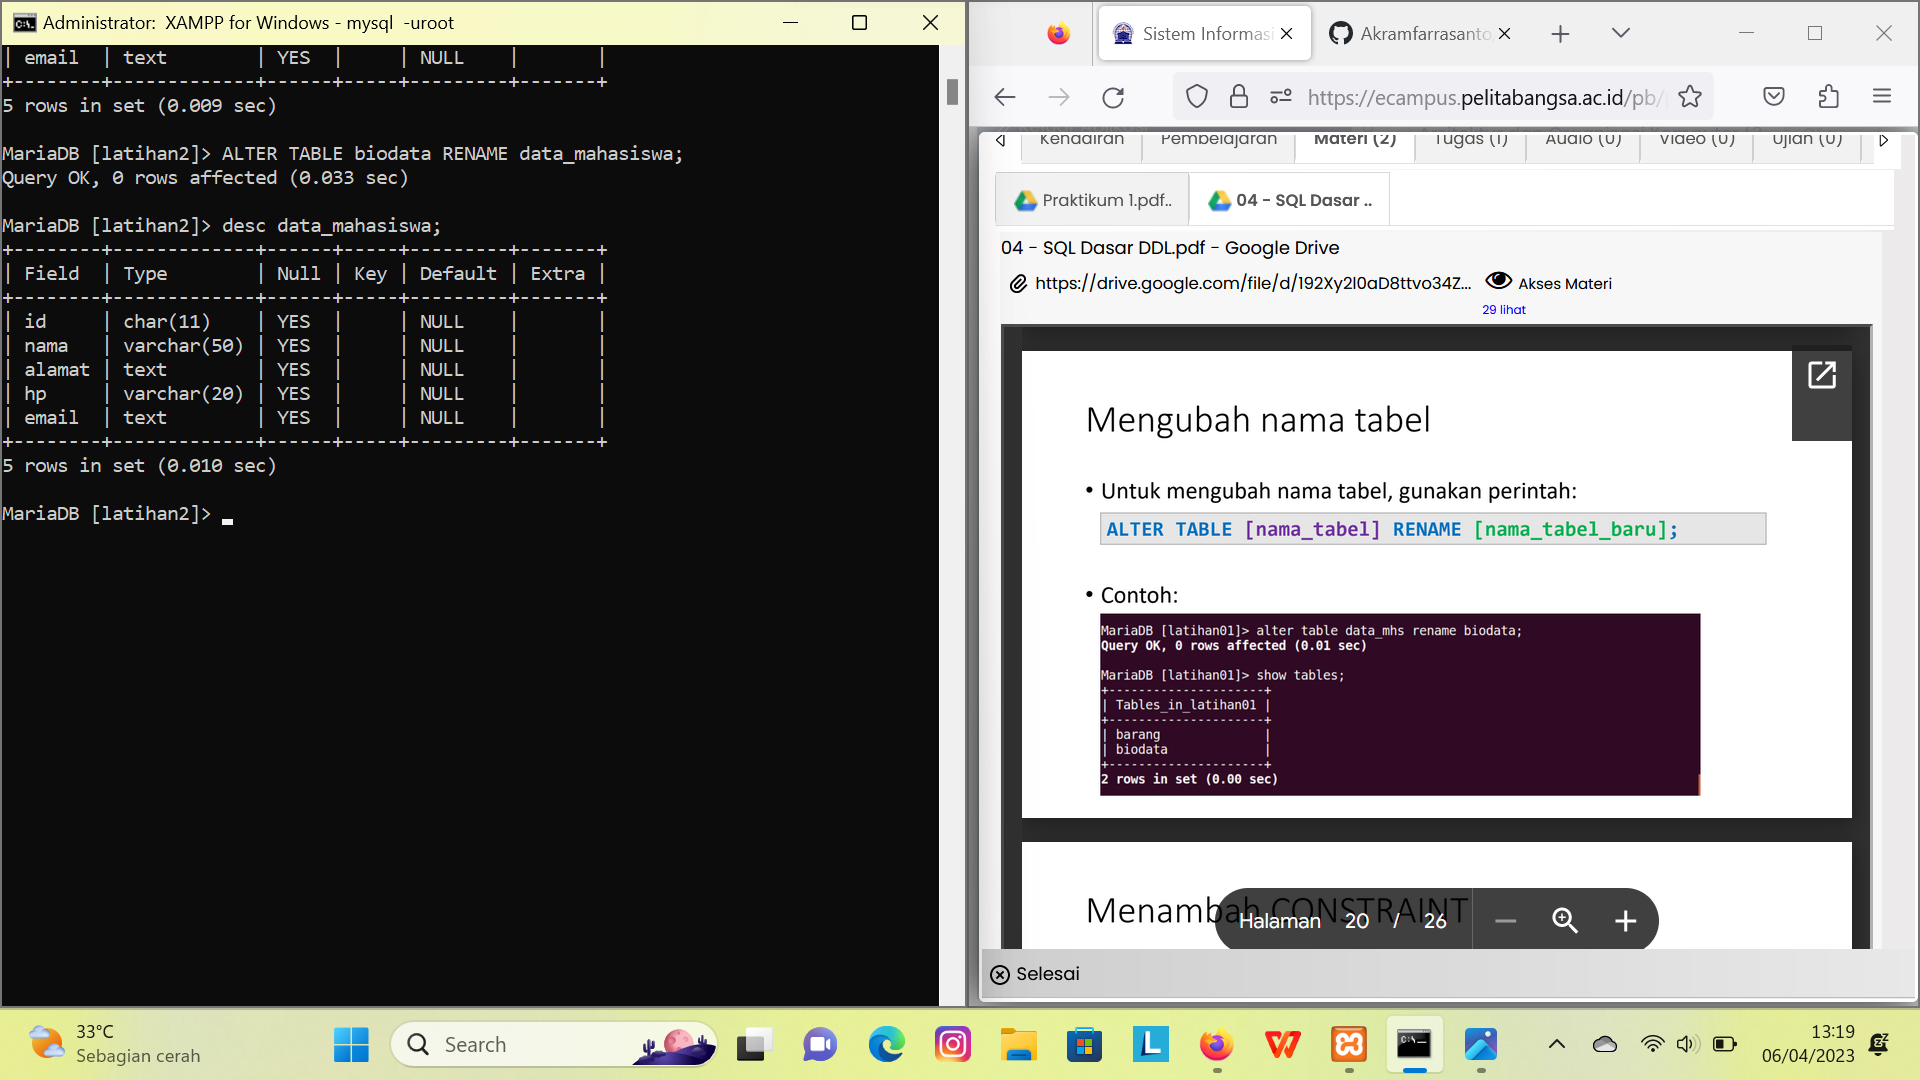 Administrator:  XAMPP for Windows - mysql  -uroot
| email  | text        | YES  |     | NULL    |       |
+--------+-------------+------+-----+---------+-------+
5 rows in set (0.009 sec)
MariaDB [latihan2]> ALTER TABLE biodata RENAME data_mahasiswa;
Query OK, 0 rows affected (0.033 sec)
MariaDB [latihan2]> desc data_mahasiswa;
+--------+-------------+------+-----+---------+-------+
| Field  | Type        | Null | Key | Default | Extra |
+--------+-------------+------+-----+---------+-------+
| id     | char(11)    | YES  |     | NULL    |       |
| nama   | varchar(50) | YES  |     | NULL    |       |
| alamat | text        | YES  |     | NULL    |       |
| hp     | varchar(20) | YES  |     | NULL    |       |
| email  | text        | YES  |     | NULL    |       |
+--------+-------------+------+-----+---------+-------+
5 rows in set (0.010 sec)
MariaDB [latihan2]>
Sistem Informasi
Akramfarrasanto
https://ecampus.pelitabangsa.ac.id/pb/
Kehadiran Pembelajaran Materi (2) Tugas (1) Audio (0) Video (0) Ujian (0)
Praktikum 1.pdf.. 04 - SQL Dasar ..
04 - SQL Dasar DDL.pdf - Google Drive
https://drive.google.com/file/d/192Xy2l0aD8ttvo34Z... Akses Materi
29 lihat
Mengubah nama tabel
• Untuk mengubah nama tabel, gunakan perintah:
ALTER TABLE [nama_tabel] RENAME [nama_tabel_baru];
• Contoh:
MariaDB [latihan01]> alter table data_mhs rename biodata;
Query OK, 0 rows affected (0.01 sec)
MariaDB [latihan01]> show tables;
+---------------------+
| Tables_in_latihan01 |
+---------------------+
| barang              |
| biodata             |
+---------------------+
2 rows in set (0.00 sec)
Menambah CONSTRAINT
Halaman 20 / 26
Selesai
33°C
Sebagian cerah
Search
13:19
06/04/2023